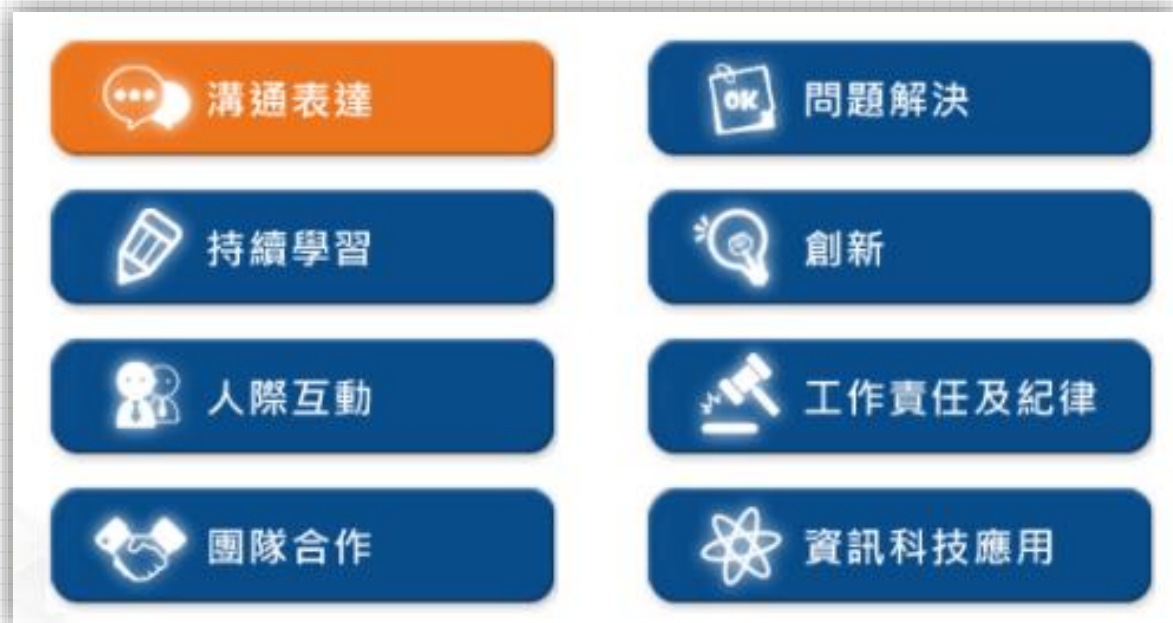 溝通表達
問題解決
持續學習
創新
人際互動
工作責任及紀律
團隊合作
資訊科技應用
OK